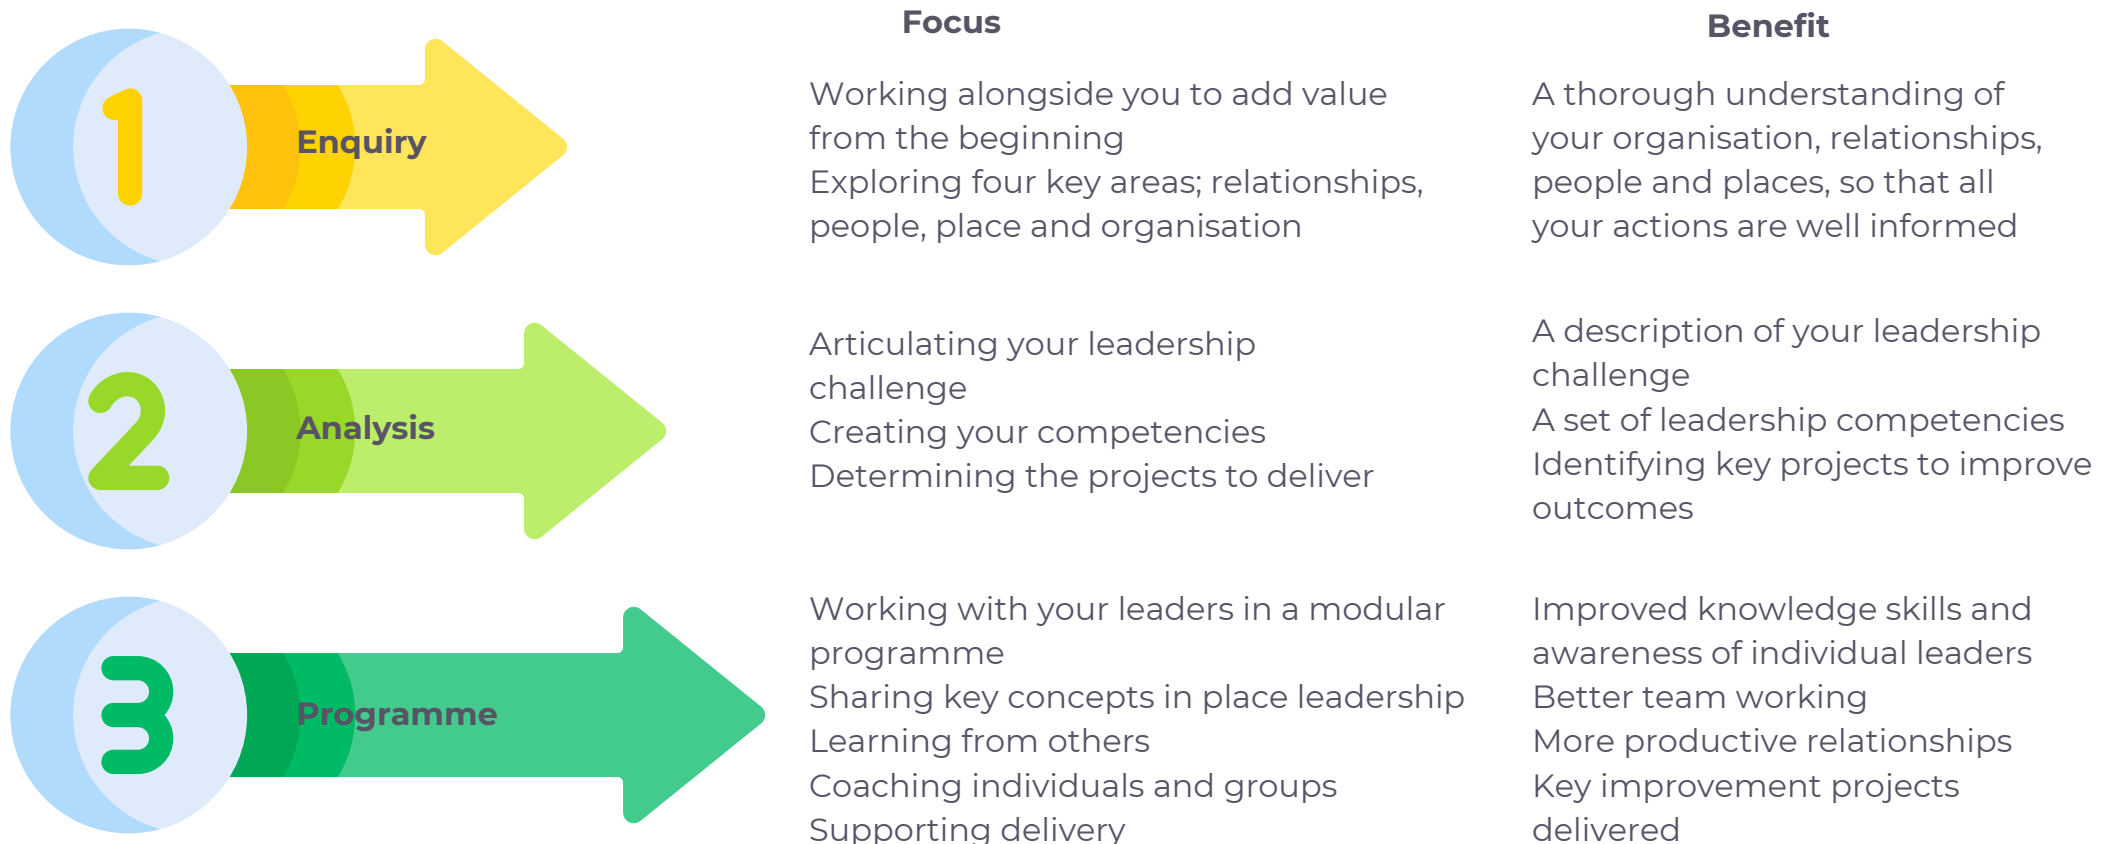 Focus
Benefit
1
Enquiry
Working alongside you to add value
from the beginning
Exploring four key areas; relationships,
people, place and organisation
A thorough understanding of
your organisation, relationships,
people and places, so that all
your actions are well informed
2
Analysis
Articulating your leadership
challenge
Creating your competencies
Determining the projects to deliver
A description of your leadership
challenge
A set of leadership competencies
Identifying key projects to improve
outcomes
3
Programme
Working with your leaders in a modular
programme
Sharing key concepts in place leadership
Learning from others
Coaching individuals and groups
Supporting delivery
Improved knowledge skills and
awareness of individual leaders
Better team working
More productive relationships
Key improvement projects
delivered